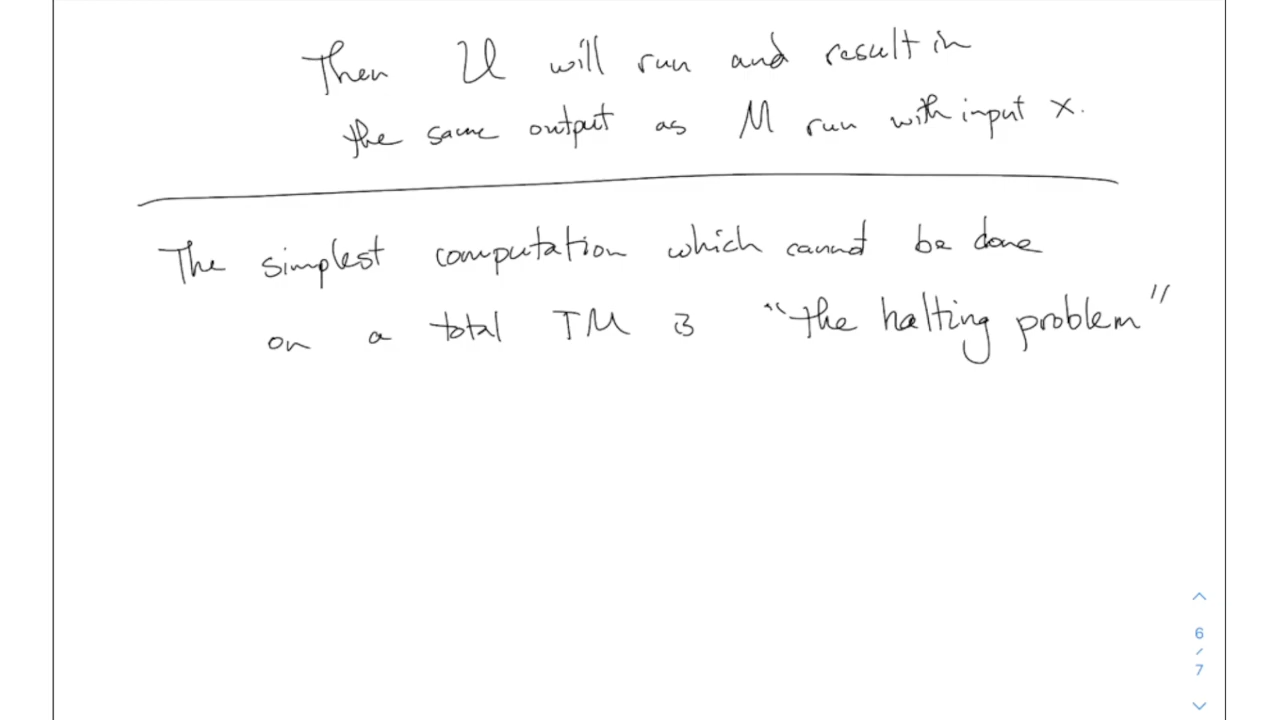 Then U will run and result in
the same output as M run with input x.
The simplest computation which cannot be done
on a total TM is "the halting problem"
6
/
7